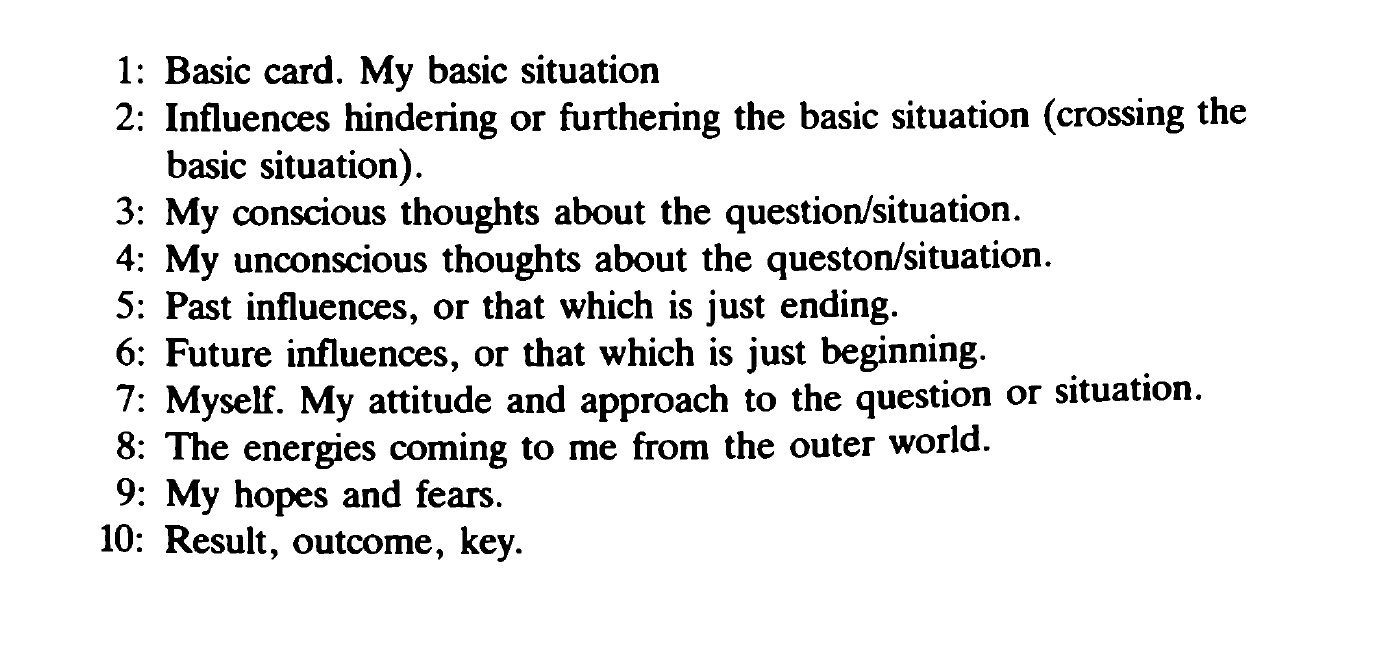 1: Basic card. My basic situation
2: Influences hindering or furthering the basic situation (crossing the
basic situation).
3: My conscious thoughts about the question/situation.
4: My unconscious thoughts about the queston/situation.
5: Past influences, or that which is just ending.
6: Future influences, or that which is just beginning.
7: Myself. My attitude and approach to the question or situation.
8: The energies coming to me from the outer world.
9: My hopes and fears.
10: Result, outcome, key.